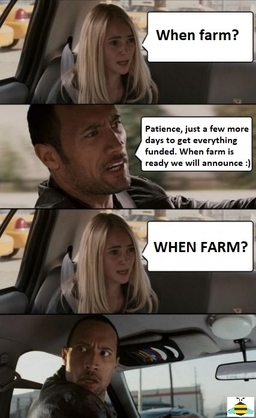 When farm?
Patience, just a few more
days to get everything
funded. When farm is
ready we will announce :)
WHEN FARM?